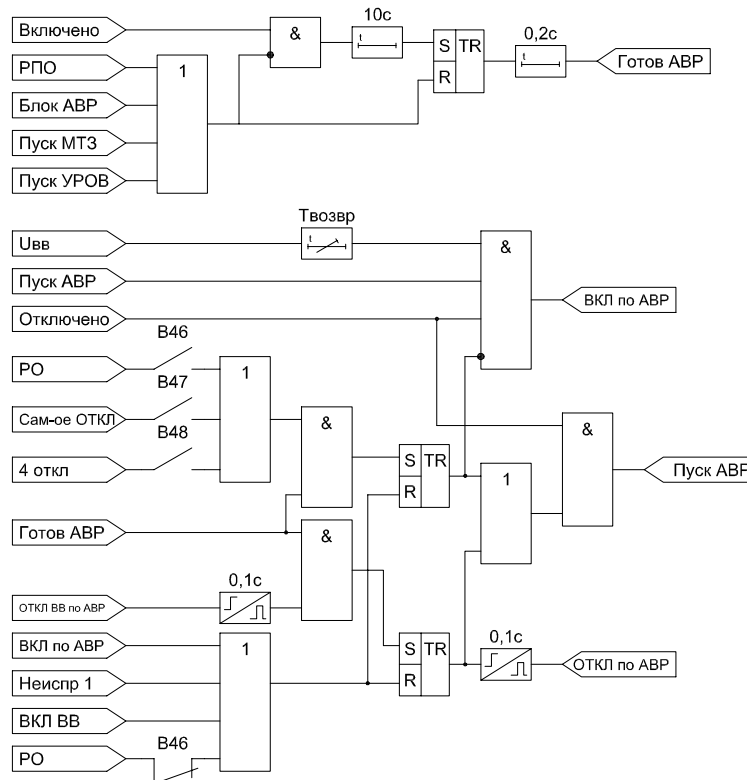 Включено
РПО
Блок АВР
Пуск МТЗ
Пуск УРОВ
1
&
10с
S
TR
R
0,2с
t
t
Готов АВР
Uвв
Пуск АВР
Отключено
Tвозвр
t
&
ВКЛ по АВР
РО
В46
Сам-ое ОТКЛ
В47
4 откл
В48
1
&
Готов АВР
&
S
TR
R
1
&
Пуск АВР
ОТКЛ ВВ по АВР
0,1с
ВКЛ по АВР
Неиспр 1
ВКЛ ВВ
РО
В46
1
S
TR
R
0,1с
ОТКЛ по АВР